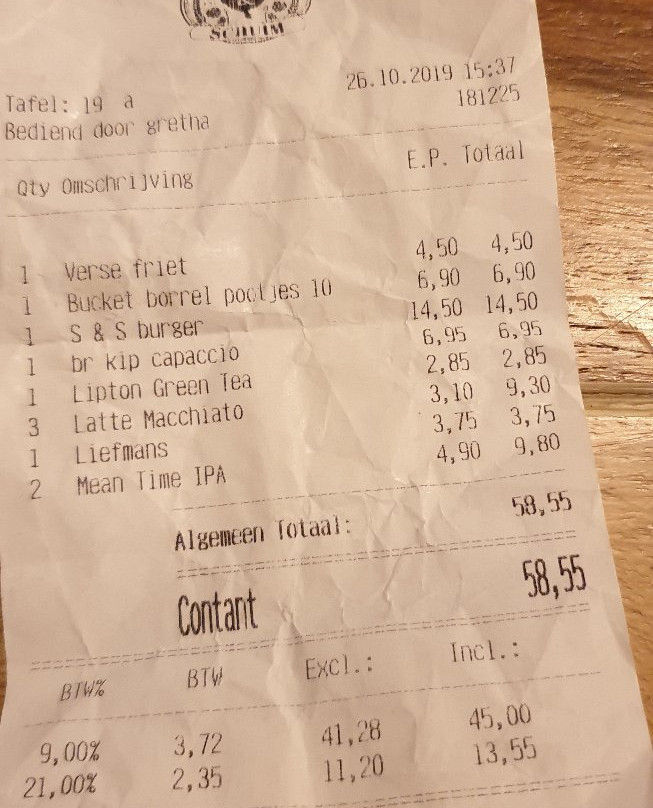 SCHUIM
26.10.2019 15:37
Tafel: 19 a 181225
Bediend door gretha
E.P. Totaal
Qty Omschrijving
1 Verse friet 4,50 4,50
1 Bucket borrel pootjes 10 6,90 6,90
1 S & S burger 14,50 14,50
1 br kip capaccio 6,95 6,95
1 Lipton Green Tea 2,85 2,85
3 Latte Macchiato 3,10 9,30
1 Liefmans 3,75 3,75
2 Mean Time IPA 4,90 9,80
Algemeen Totaal: 58,55
Contant 58,55
BTW% BTW Excl.: Incl.:
9,00% 3,72 41,28 45,00
21,00% 2,35 11,20 13,55